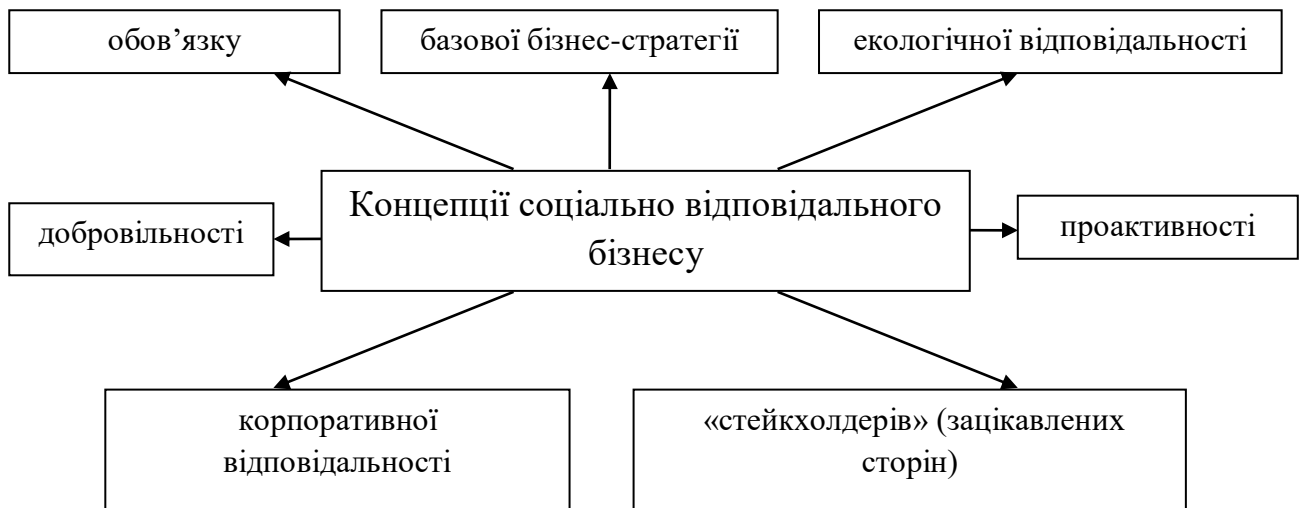 обов’язку
базової бізнес-стратегії
екологічної відповідальності
Концепції соціально відповідального
бізнесу
добровільності
проактивності
корпоративної
відповідальності
«стейкхолдерів» (зацікавлених
сторін)